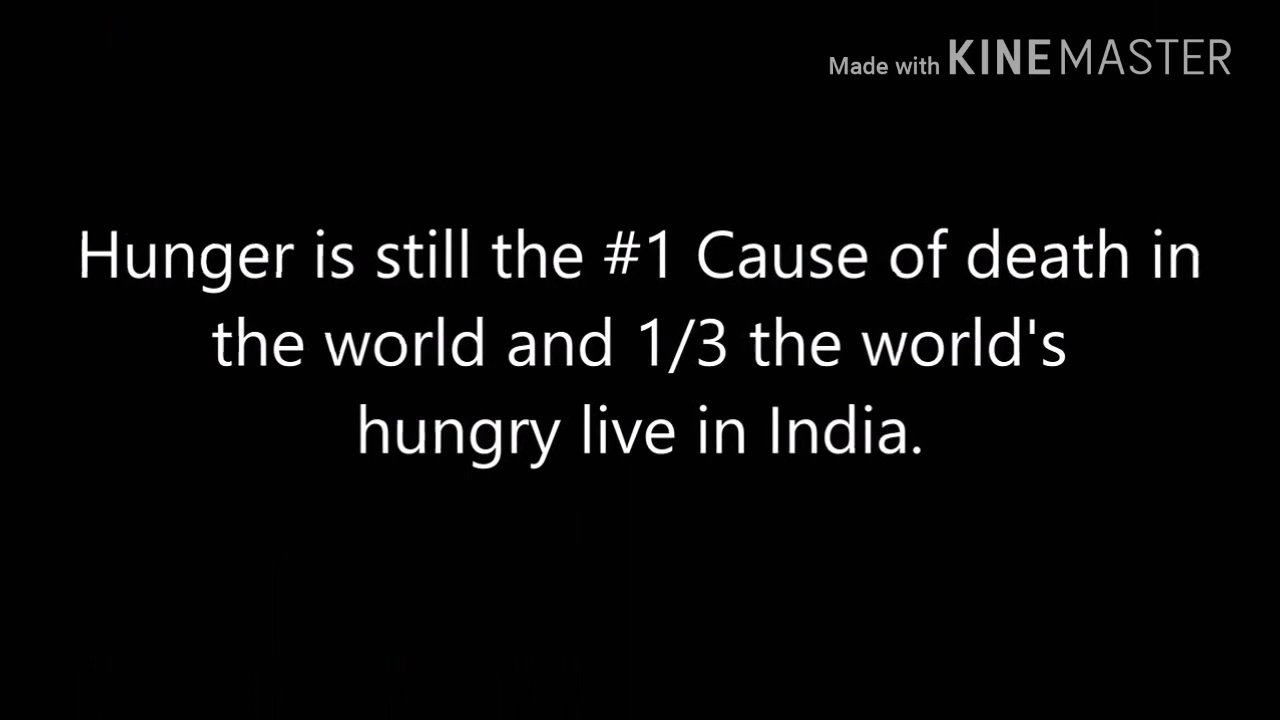 Made with KINEMASTER
Hunger is still the #1 Cause of death in
the world and 1/3 the world's
hungry live in India.